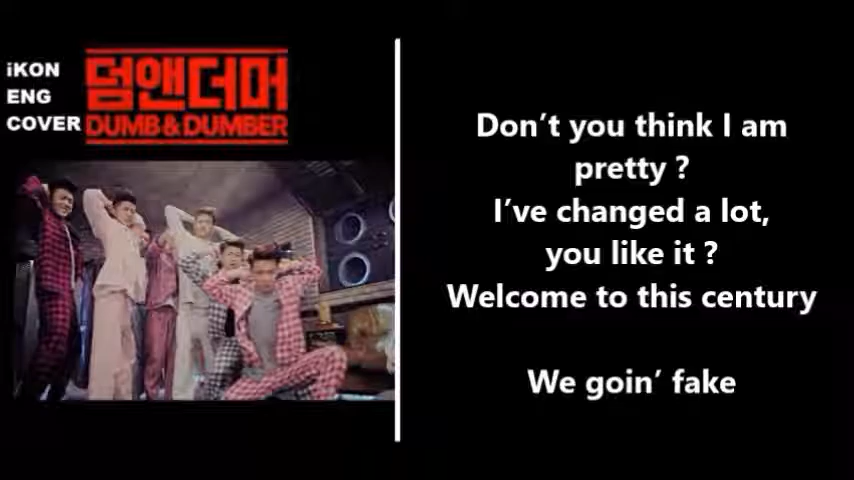 iKON
ENG
COVER
덤앤더머
DUMB&DUMBER
Don’t you think I am
pretty ?
I’ve changed a lot,
you like it ?
Welcome to this century
We goin’ fake